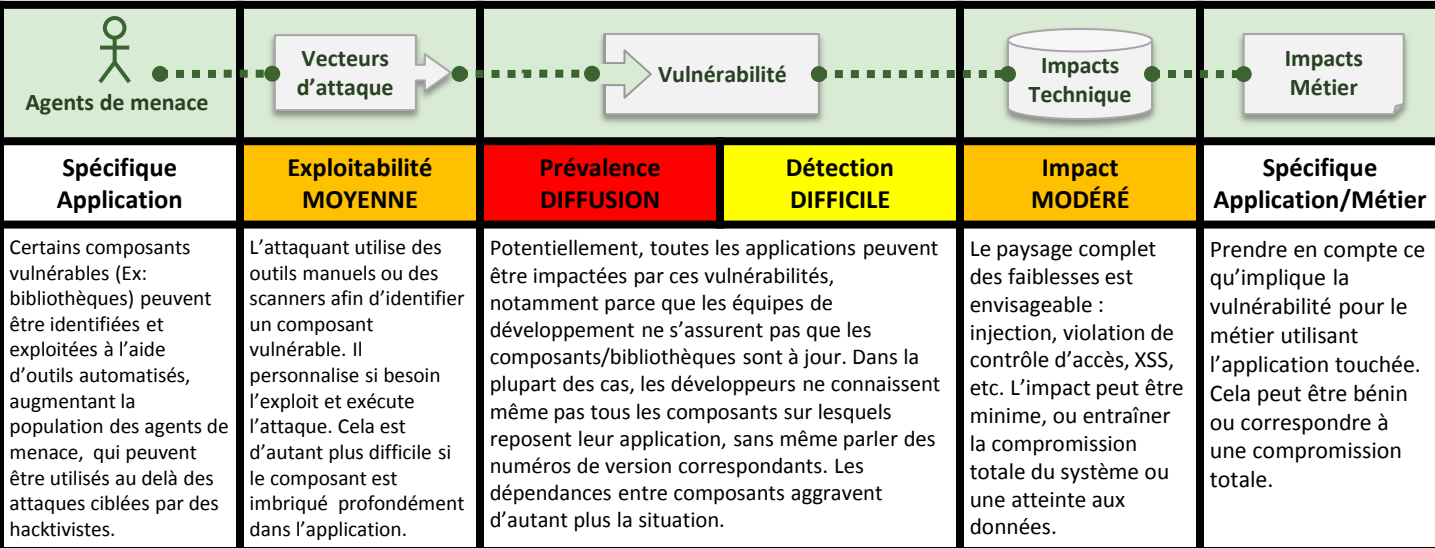 Agents de menace
Vecteurs
d’attaque
Vulnérabilité
Impacts
Technique
Impacts
Métier
Spécifique
Application
Exploitabilité
MOYENNE
Prévalence
DIFFUSION
Détection
DIFFICILE
Impact
MODÉRÉ
Spécifique
Application/Métier
Certains composants
vulnérables (Ex:
bibliothèques) peuvent
être identifiées et
exploitées à l’aide
d’outils automatisés,
augmentant la
population des agents de
menace, qui peuvent
être utilisés au delà des
attaques ciblées par des
hacktivistes.
L’attaquant utilise des
outils manuels ou des
scanners afin d’identifier
un composant
vulnérable. Il
personnalise si besoin
l’exploit et exécute
l’attaque. Cela est
d’autant plus difficile si
le composant est
imbriqué profondément
dans l’application.
Potentiellement, toutes les applications peuvent
être impactées par ces vulnérabilités,
notamment parce que les équipes de
développement ne s’assurent pas que les
composants/bibliothèques sont à jour. Dans la
plupart des cas, les développeurs ne connaissent
même pas tous les composants sur lesquels
reposent leur application, sans même parler des
numéros de version correspondants. Les
dépendances entre composants aggravent
d’autant plus la situation.
Le paysage complet
des faiblesses est
envisageable :
injection, violation de
contrôle d’accès, XSS,
etc. L’impact peut être
minime, ou entraîner
la compromission
totale du système ou
une atteinte aux
données.
Prendre en compte ce
qu’implique la
vulnérabilité pour le
métier utilisant
l’application touchée.
Cela peut être bénin
ou correspondre à
une compromission
totale.